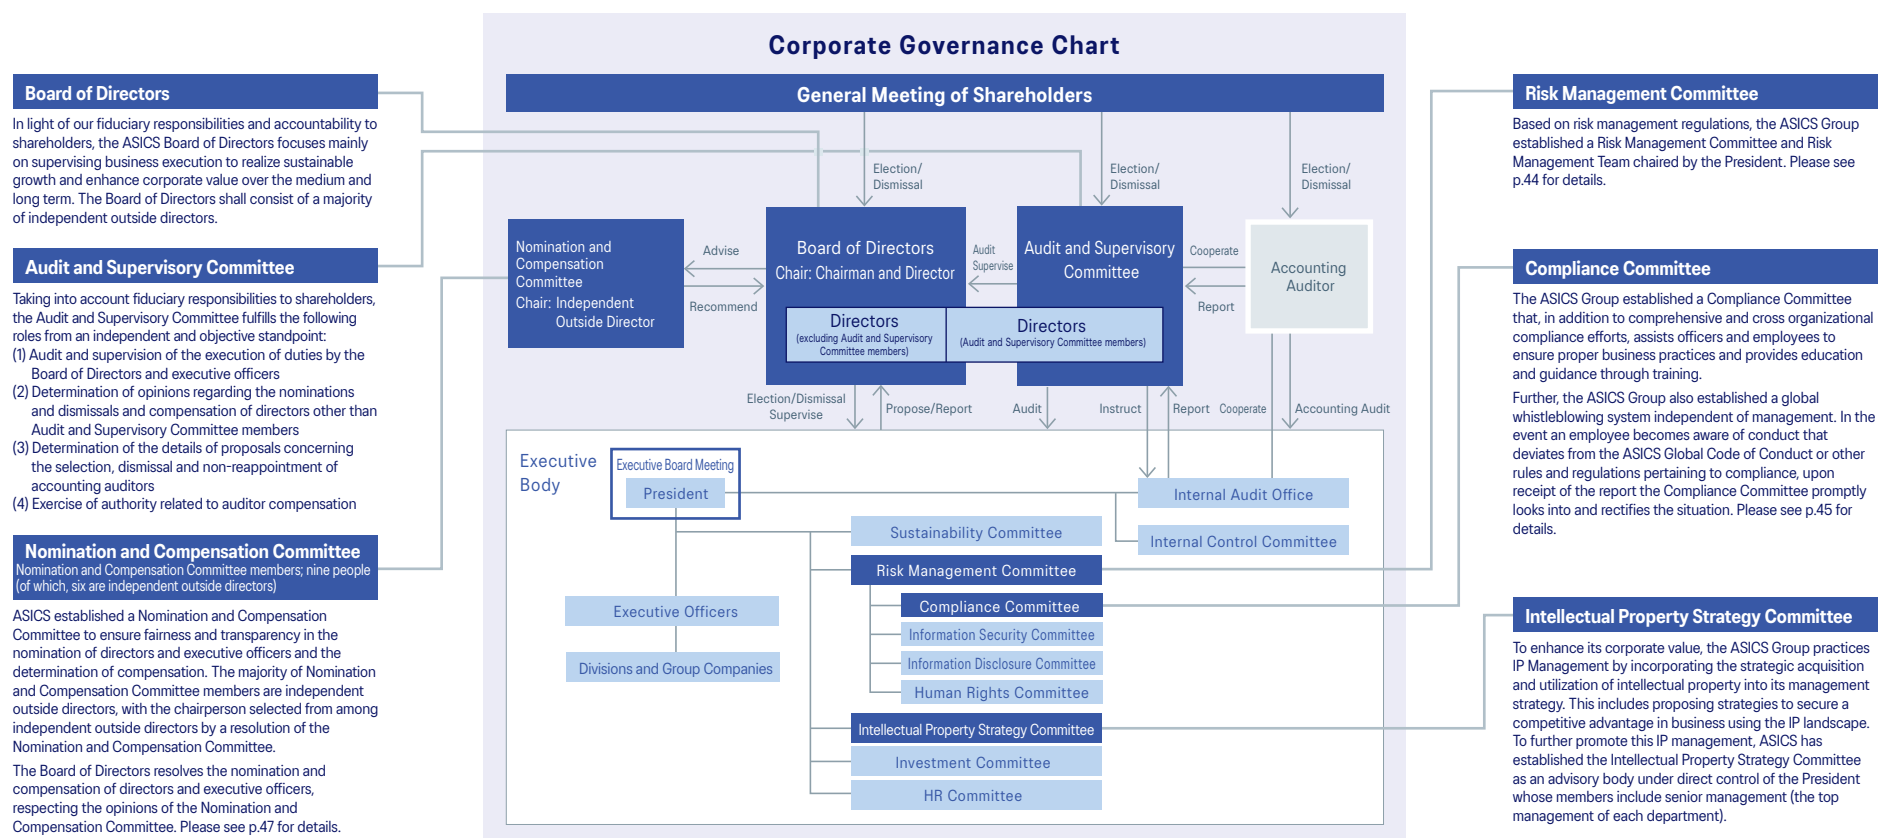 Corporate Governance Chart
General Meeting of Shareholders
Board of Directors
In light of our fiduciary responsibilities and accountability to
shareholders, the ASICS Board of Directors focuses mainly
on supervising business execution to realize sustainable
growth and enhance corporate value over the medium and
long term. The Board of Directors shall consist of a majority
of independent outside directors.
Audit and Supervisory Committee
Taking into account fiduciary responsibilities to shareholders,
the Audit and Supervisory Committee fulfills the following
roles from an independent and objective standpoint:
(1) Audit and supervision of the execution of duties by the
Board of Directors and executive officers
(2) Determination of opinions regarding the nominations
and dismissals and compensation of directors other than
Audit and Supervisory Committee members
(3) Determination of the details of proposals concerning
the selection, dismissal and non-reappointment of
accounting auditors
(4) Exercise of authority related to auditor compensation
Nomination and Compensation Committee
Nomination and Compensation Committee members; nine people
(of which, six are independent outside directors)
ASICS established a Nomination and Compensation
Committee to ensure fairness and transparency in the
nomination of directors and executive officers and the
determination of compensation. The majority of Nomination
and Compensation Committee members are independent
outside directors, with the chairperson selected from among
independent outside directors by a resolution of the
Nomination and Compensation Committee.
The Board of Directors resolves the nomination and
compensation of directors and executive officers,
respecting the opinions of the Nomination and
Compensation Committee. Please see p.47 for details.
Election/
Dismissal
Election/
Dismissal
Election/
Dismissal
Nomination and
Compensation
Committee
Chair: Independent
Outside Director
Advise
Recommend
Board of Directors
Chair: Chairman and Director
Audit
Supervise
Audit and Supervisory
Committee
Cooperate
Report
Accounting
Auditor
Directors
(excluding Audit and Supervisory
Committee members)
Directors
(Audit and Supervisory Committee members)
Election/Dismissal
Supervise
Propose/Report
Audit
Instruct
Report
Cooperate
Accounting Audit
Executive
Body
Executive Board Meeting
President
Internal Audit Office
Internal Control Committee
Sustainability Committee
Risk Management Committee
Compliance Committee
Information Security Committee
Information Disclosure Committee
Human Rights Committee
Executive Officers
Divisions and Group Companies
Intellectual Property Strategy Committee
Investment Committee
HR Committee
Risk Management Committee
Based on risk management regulations, the ASICS Group
established a Risk Management Committee and Risk
Management Team chaired by the President. Please see
p.44 for details.
Compliance Committee
The ASICS Group established a Compliance Committee
that, in addition to comprehensive and cross organizational
compliance efforts, assists officers and employees to
ensure proper business practices and provides education
and guidance through training.
Further, the ASICS Group also established a global
whistleblowing system independent of management. In the
event an employee becomes aware of conduct that
deviates from the ASICS Global Code of Conduct or other
rules and regulations pertaining to compliance, upon
receipt of the report the Compliance Committee promptly
looks into and rectifies the situation. Please see p.45 for
details.
Intellectual Property Strategy Committee
To enhance its corporate value, the ASICS Group practices
IP Management by incorporating the strategic acquisition
and utilization of intellectual property into its management
strategy. This includes proposing strategies to secure a
competitive advantage in business using the IP landscape.
To further promote this IP management, ASICS has
established the Intellectual Property Strategy Committee
as an advisory body under direct control of the President
whose members include senior management (the top
management of each department).